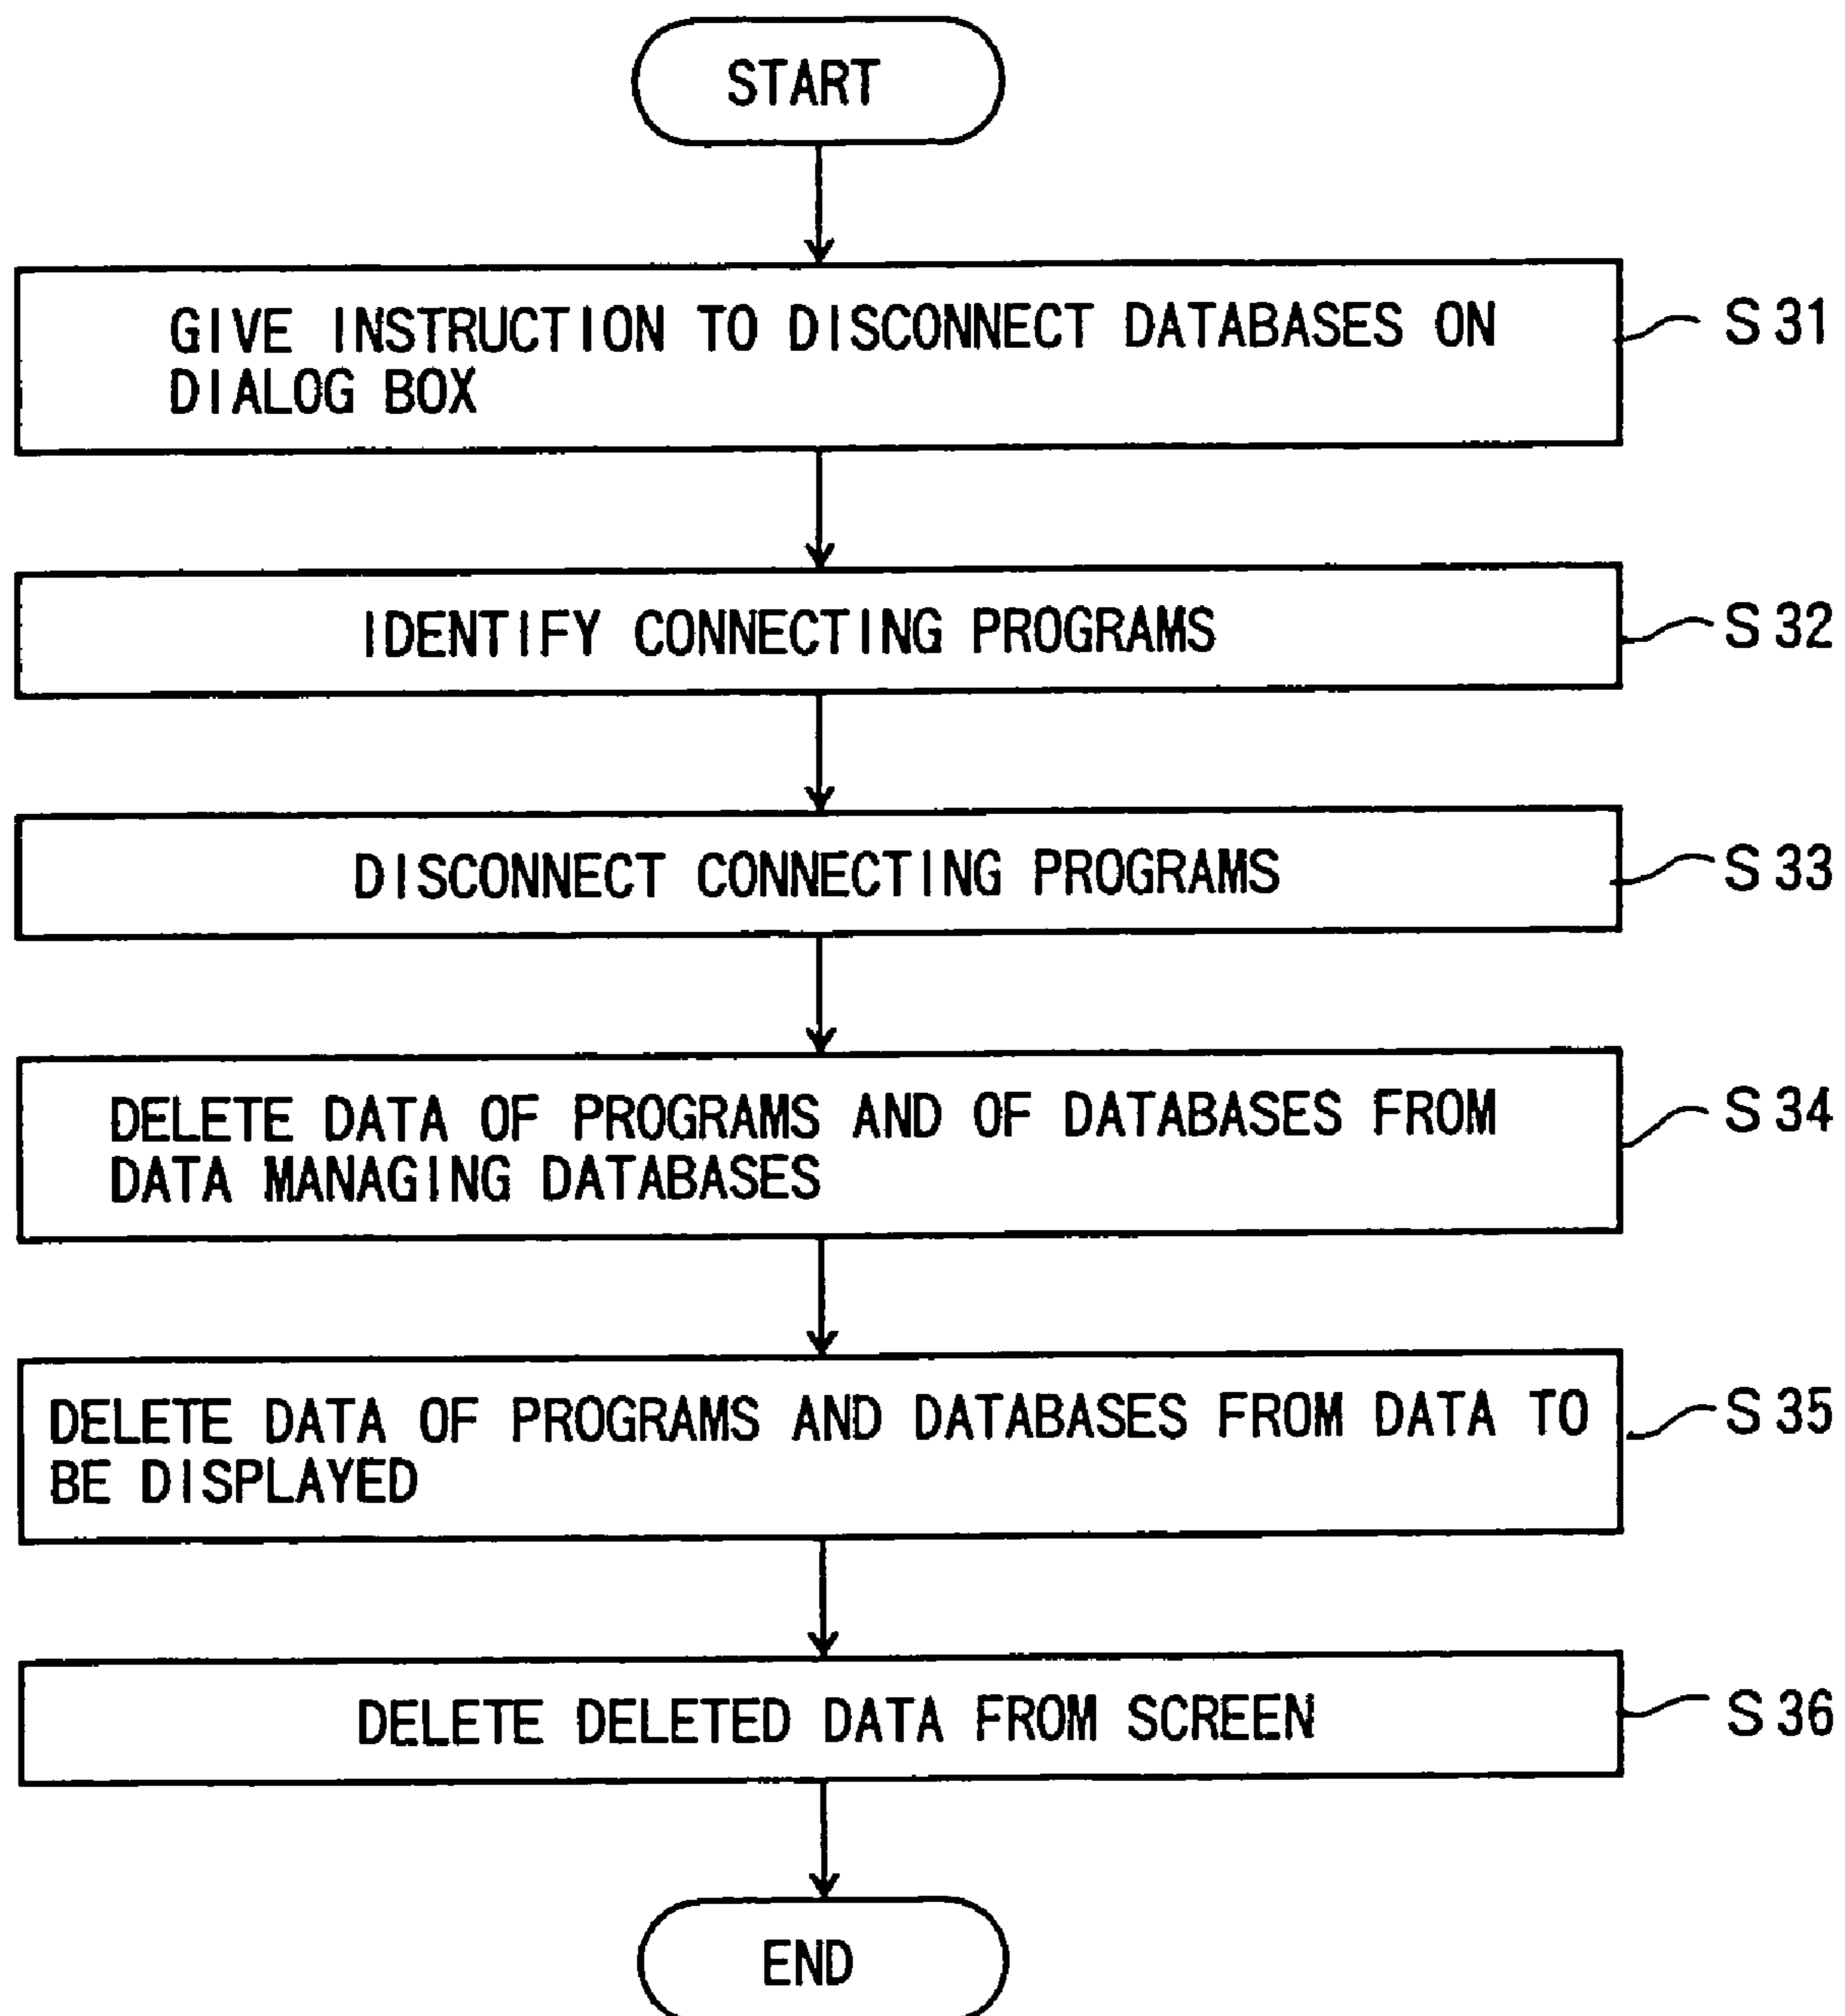 START
GIVE INSTRUCTION TO DISCONNECT DATABASES ON
DIALOG BOX
S31
IDENTIFY CONNECTING PROGRAMS
S32
DISCONNECT CONNECTING PROGRAMS
S33
DELETE DATA OF PROGRAMS AND OF DATABASES FROM
DATA MANAGING DATABASES
S34
DELETE DATA OF PROGRAMS AND DATABASES FROM DATA TO
BE DISPLAYED
S35
DELETE DELETED DATA FROM SCREEN
S36
END